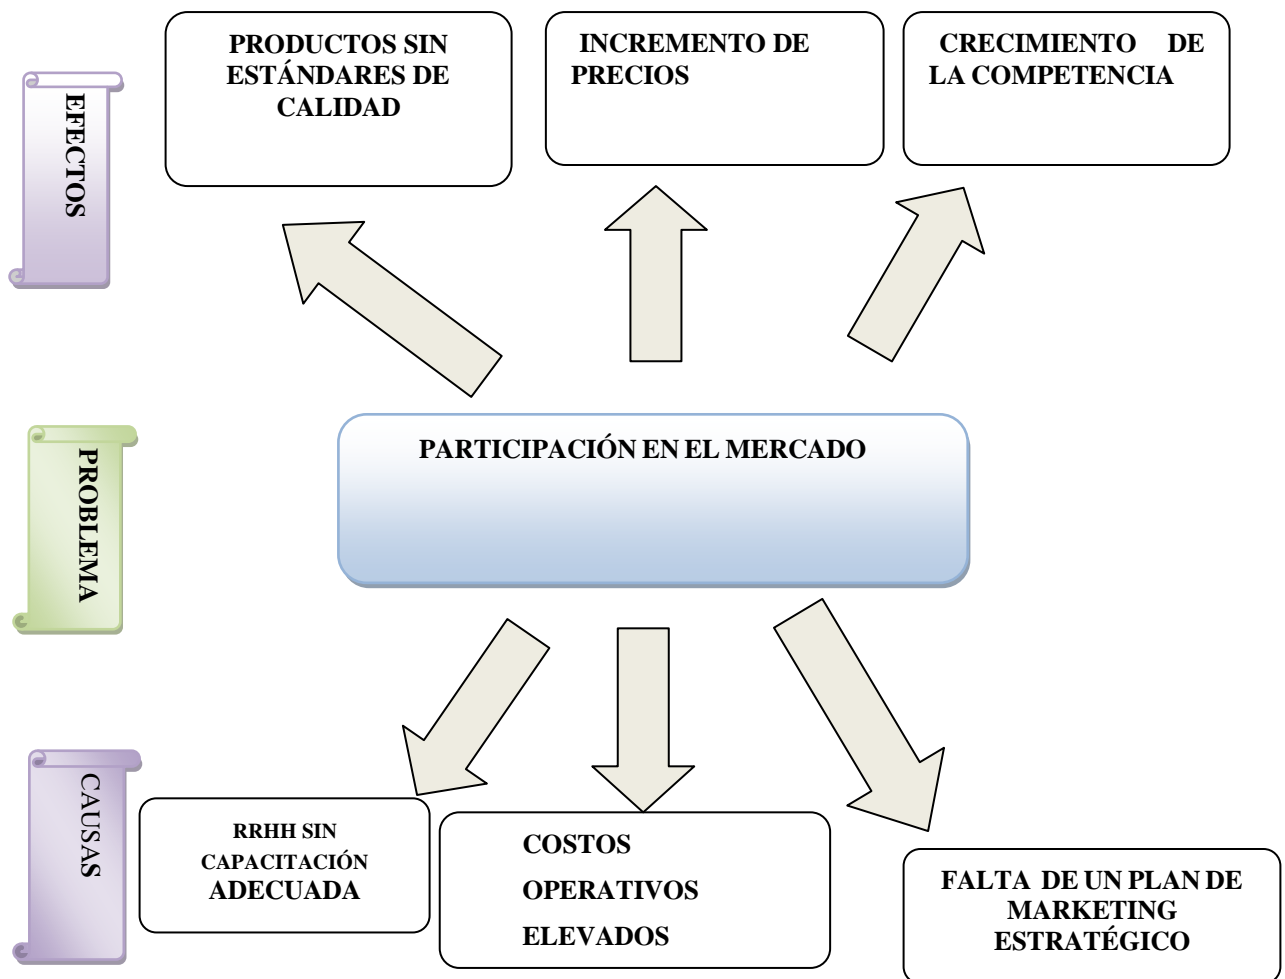 EFECTOS
PRODUCTOS SIN
ESTÁNDARES DE
CALIDAD
INCREMENTO DE
PRECIOS
CRECIMIENTO DE
LA COMPETENCIA
PROBLEMA
PARTICIPACIÓN EN EL MERCADO
CAUSAS
RRHH SIN
CAPACITACIÓN
ADECUADA
COSTOS
OPERATIVOS
ELEVADOS
FALTA DE UN PLAN DE
MARKETING
ESTRATÉGICO